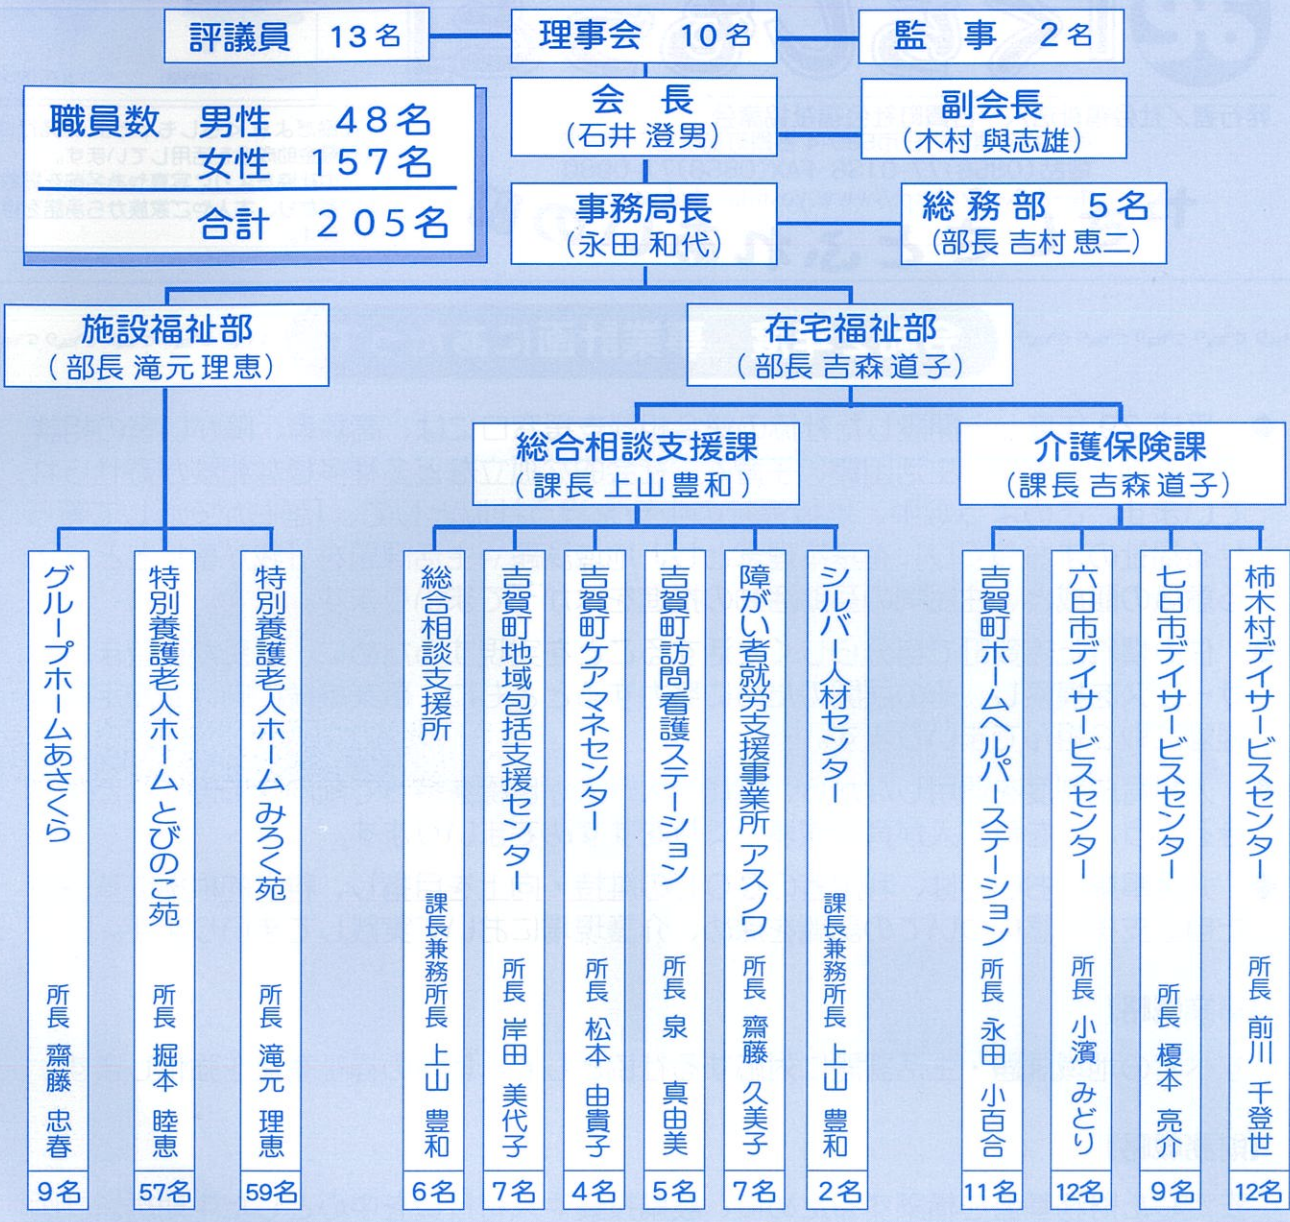 評議員 13名
理事会 10名
監 事 2名
職員数 男性 48名
女性 157名
合計 205名
会 長
(石井 澄男)
副会長
(木村 與志雄)
事務局長
(永田 和代)
総務部 5名
(部長 吉村 恵二)
施設福祉部
(部長 滝元 理恵)
在宅福祉部
(部長 吉森 道子)
総合相談支援課
(課長 上山 豊和)
介護保険課
(課長 吉森 道子)
グループホームあさくら 所長 齋藤 忠春
9名
特別養護老人ホーム とびのこ苑 所長 掘本 睦恵
57名
特別養護老人ホーム みろく苑 所長 滝元 理恵
59名
総合相談支援所 課長兼務所長 上山 豊和
6名
吉賀町地域包括支援センター 所長 岸田 美代子
7名
吉賀町ケアマネセンター 所長 松本 由貴子
4名
吉賀町訪問看護ステーション 所長 泉 真由美
5名
障がい者就労支援事業所 アスノワ 所長 齋藤 久美子
7名
シルバー人材センター 課長兼務所長 上山 豊和
2名
吉賀町ホームヘルパーステーション 所長 永田 小百合
11名
六日市デイサービスセンター 所長 小濱 みどり
12名
七日市デイサービスセンター 所長 榎本 亮介
9名
柿木村デイサービスセンター 所長 前川 千登世
12名